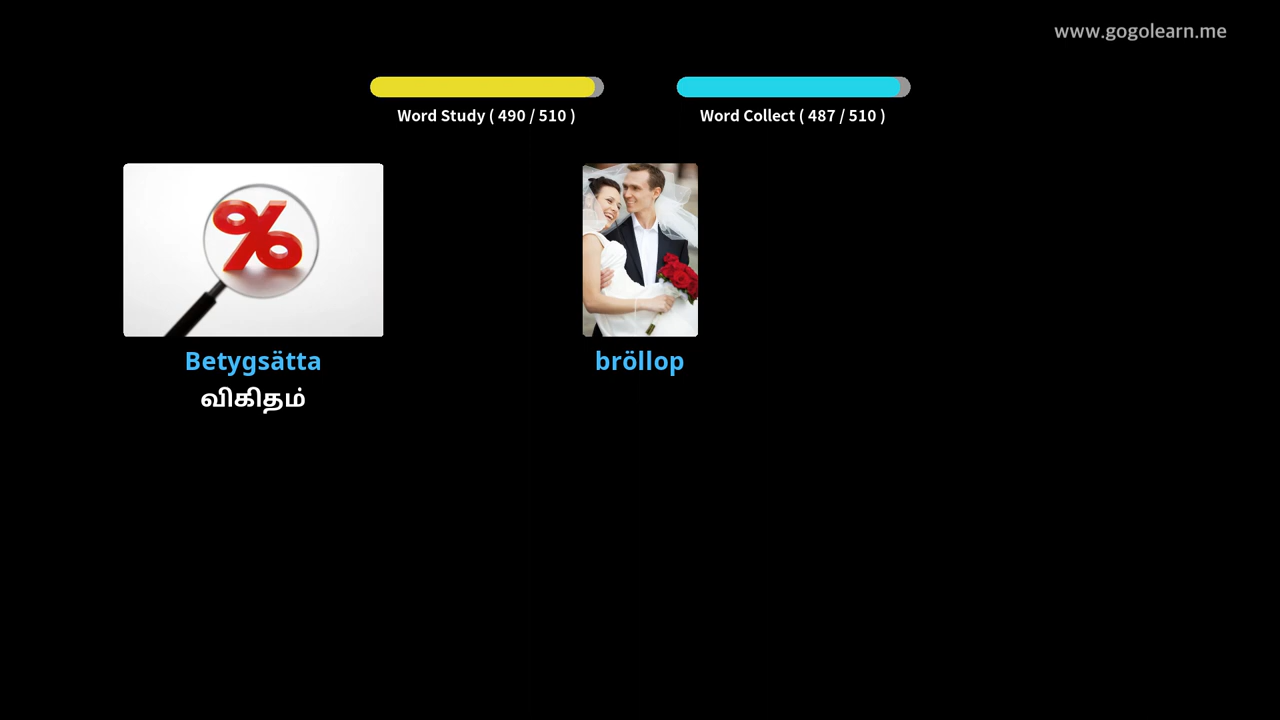 www.gogolearn.me
Word Study ( 490 / 510 )
Word Collect ( 487 / 510 )
%
Betygsätta
விகிதம்
bröllop